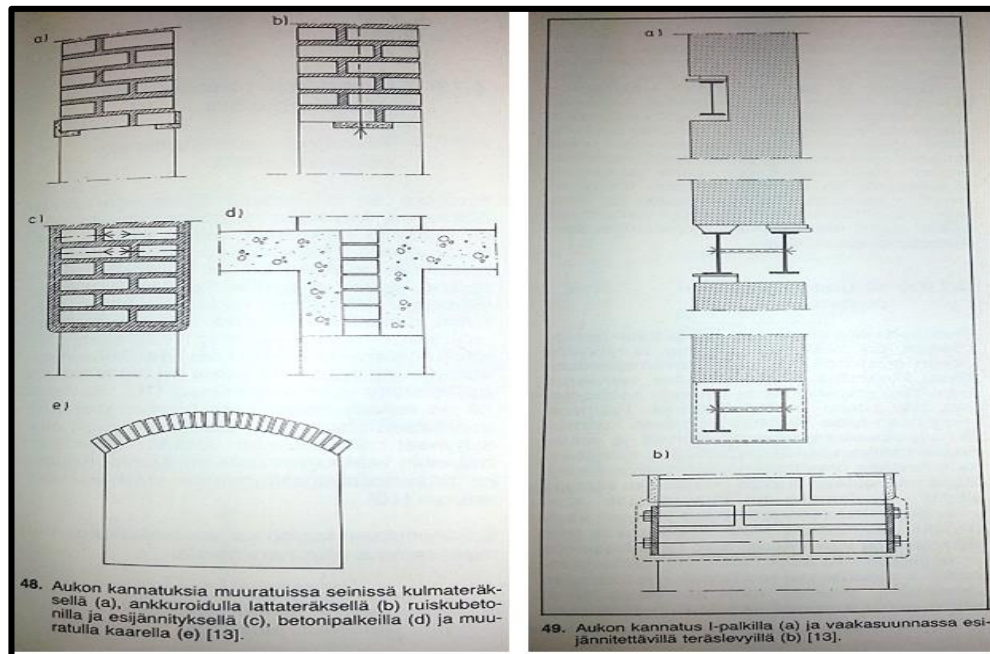 a)
b)
c)
d)
e)
48. Aukon kannatuksia muuratuissa seinissä kulmateräk-
sellä (a), ankkuroidulla lattateräksellä (b) ruiskubeto-
nilla ja esijännityksellä (c), betonipalkeilla (d) ja muu-
ratulla kaarella (e) [13].
a)
b)
49. Aukon kannatus I-palkilla (a) ja vaakasuunnassa esi-
jännitettävillä teräslevyillä (b) [13].